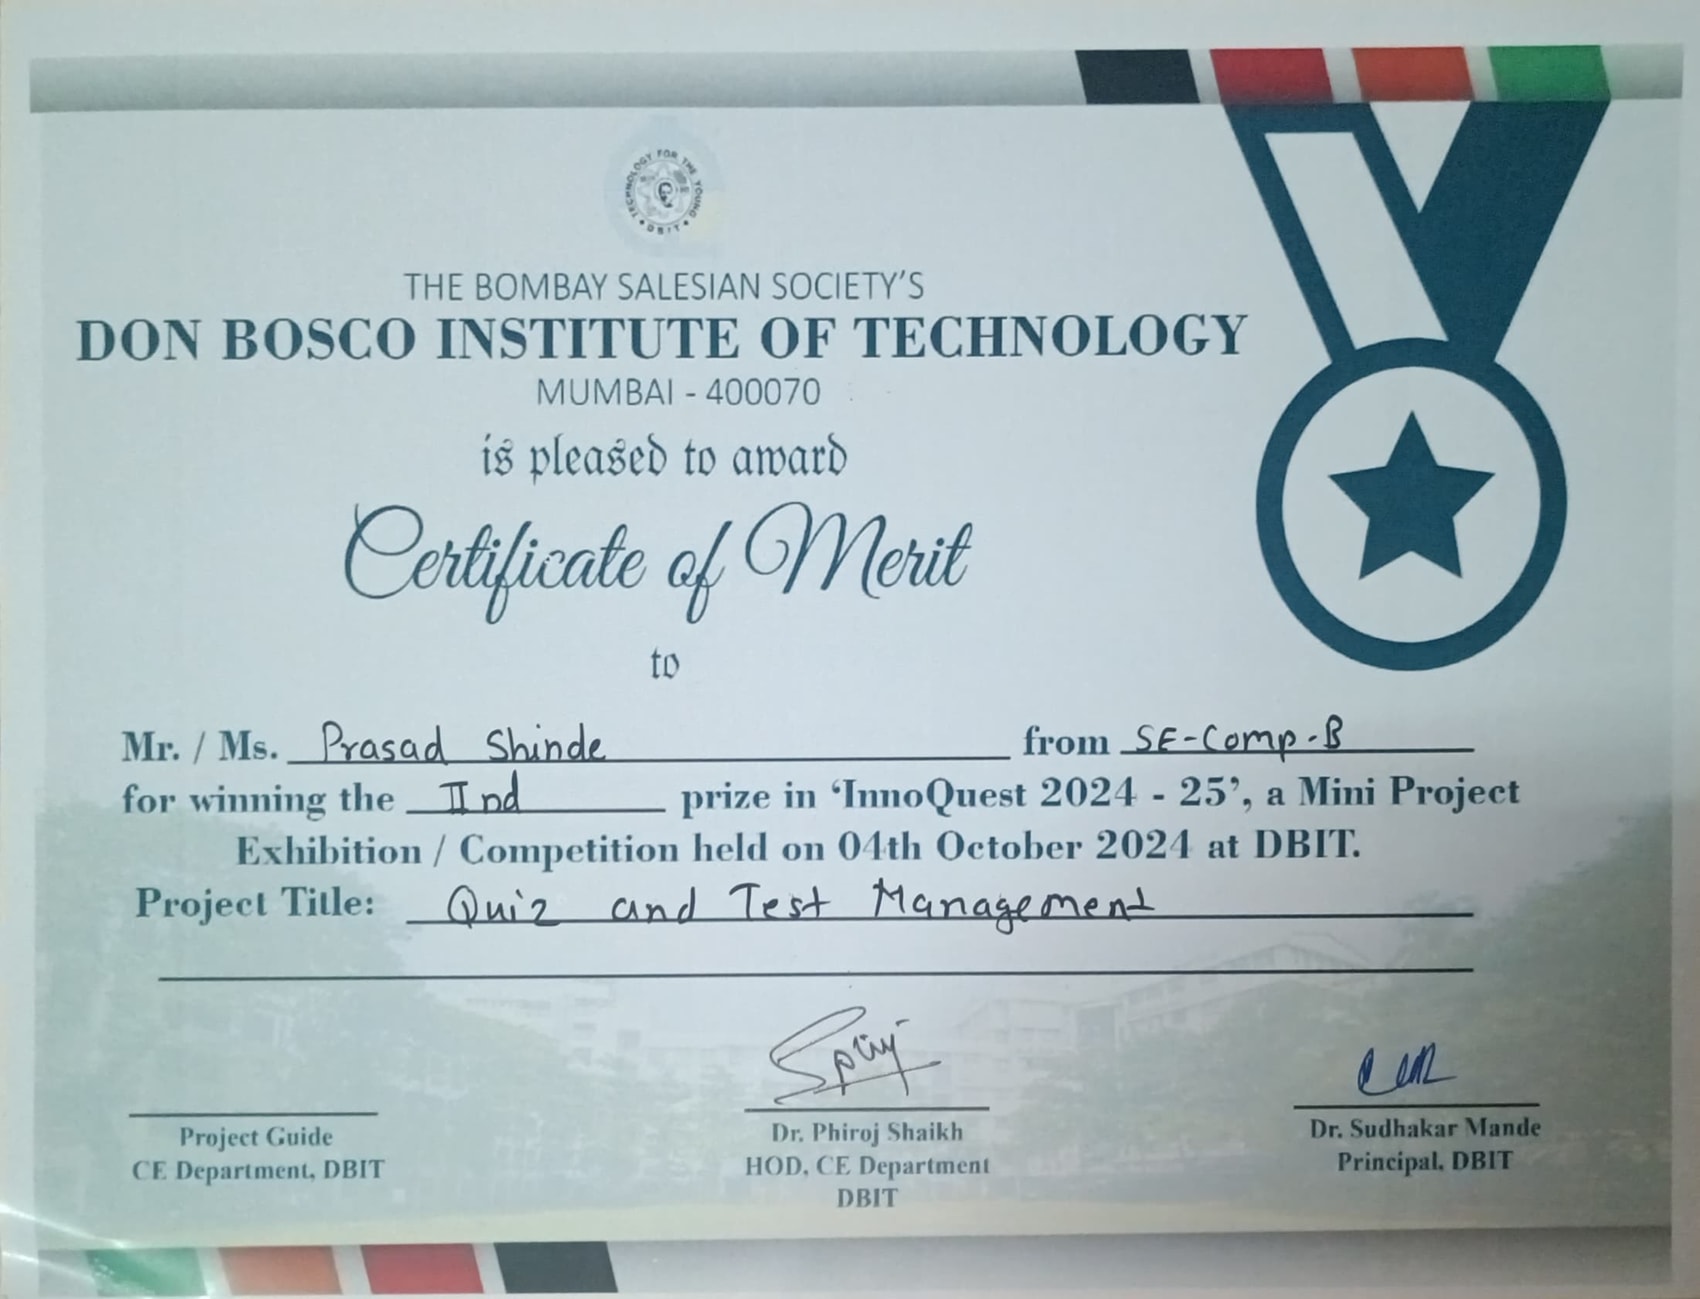 TECHNOLOGY FOR THE YOUNG
DBIT
THE BOMBAY SALESIAN SOCIETY'S
DON BOSCO INSTITUTE OF TECHNOLOGY
MUMBAI - 400070
is pleased to award
Certificate of Merit
to
Mr. / Ms. Prasad Shinde from SE-Comp-B
for winning the IInd prize in 'InnoQuest 2024 - 25', a Mini Project
Exhibition / Competition held on 04th October 2024 at DBIT.
Project Title: Quiz and Test Management
Project Guide
CE Department, DBIT
Dr. Phiroj Shaikh
HOD, CE Department
DBIT
Dr. Sudhakar Mande
Principal, DBIT